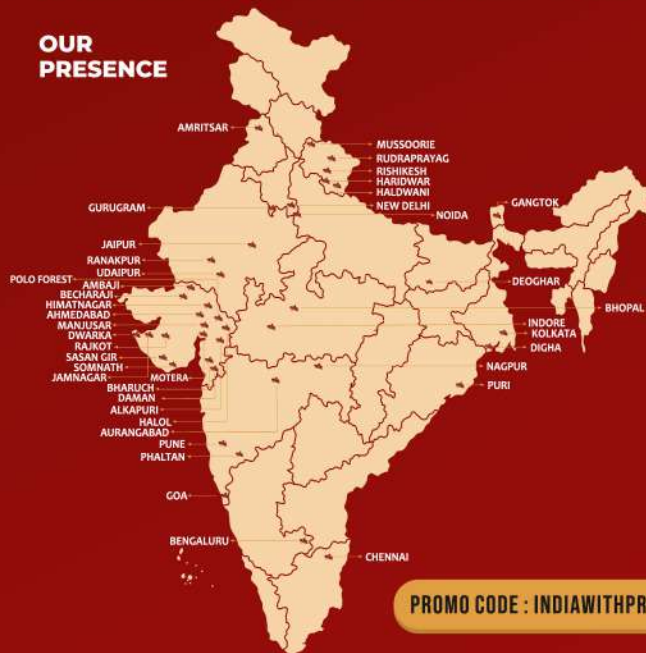 OUR
PRESENCE
AMRITSAR
MUSSOORIE
RUDRAPRAYAG
RISHIKESH
HARIDWAR
HALDWANI
NEW DELHI
NOIDA
GANGTOK
GURUGRAM
JAIPUR
RANAKPUR
UDAIPUR
POLO FOREST
AMBAJI
BECHARAJI
HIMATNAGAR
AHMEDABAD
MANJUSAR
DWARKA
RAJKOT
SASAN GIR
SOMNATH
JAMNAGAR
MOTERA
BHARUCH
DAMAN
ALKAPURI
HALOL
AURANGABAD
PUNE
PHALTAN
GOA
BENGALURU
DEOGHAR
BHOPAL
INDORE
KOLKATA
DIGHA
NAGPUR
PURI
CHENNAI
PROMO CODE : INDIAWITHPR